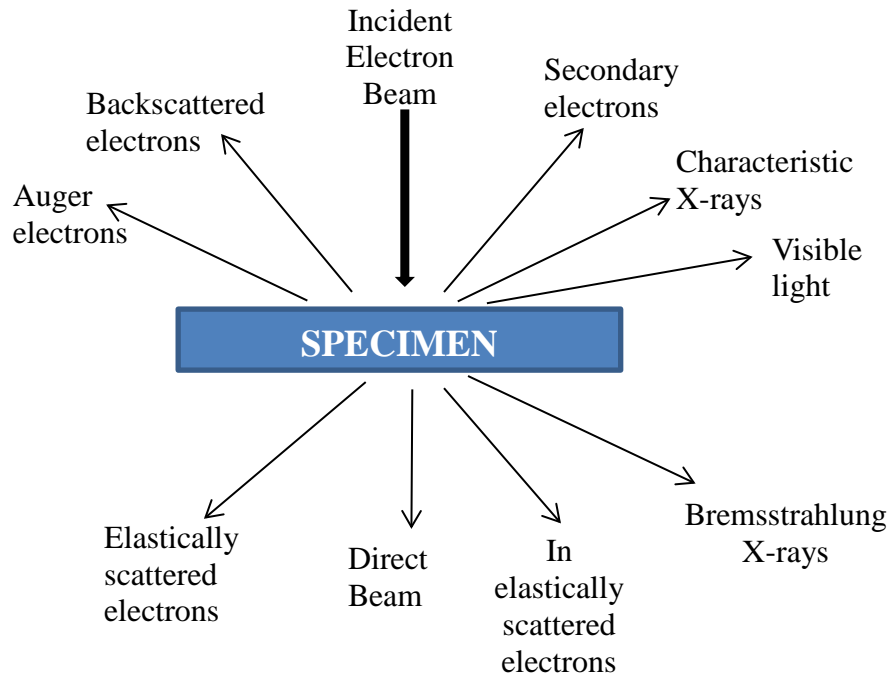 Incident
Electron
Beam
Secondary
electrons
Backscattered
electrons
Characteristic
X-rays
Auger
electrons
Visible
light
SPECIMEN
Elastically
scattered
electrons
Direct
Beam
In
elastically
scattered
electrons
Bremsstrahlung
X-rays